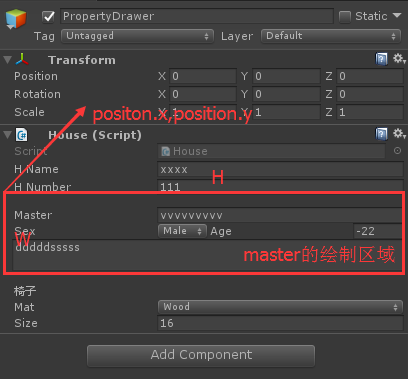 PropertyDrawer Static
Tag Untagged Layer Default
Transform
Position X 0 Y 0 Z 0
Rotation X 0 Y 0 Z 0
Scale X 1 Y 1 Z 1
positon.x,position.y
House (Script)
Script House
H Name xxxx
H
H Number 111
Master vvvvvvvvv
Sex Male Age -22
W
dddddsssss
master的绘制区域
椅子
Mat Wood
Size 16
Add Component